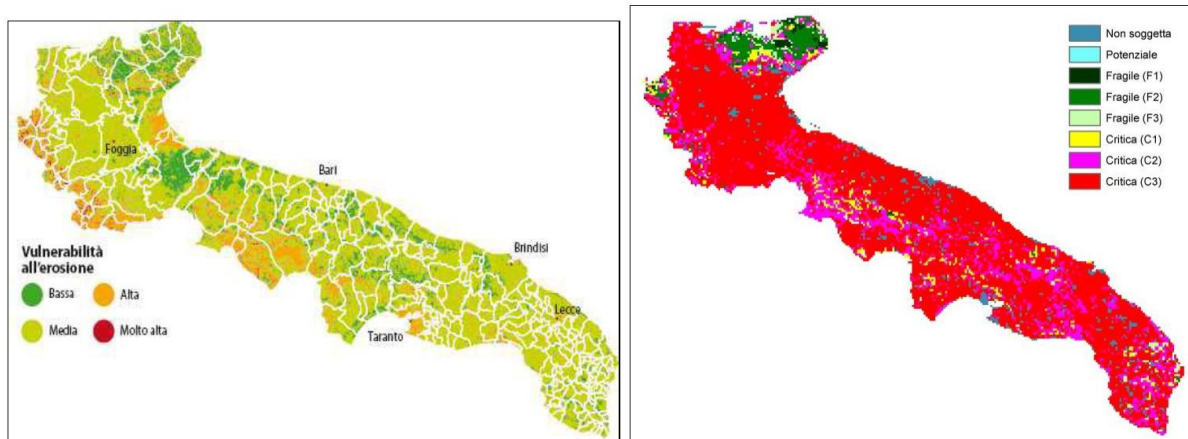 Foggia
Bari
Brindisi
Lecce
Taranto
Vulnerabilità
all'erosione
Bassa
Alta
Media
Molto alta
Non soggetta
Potenziale
Fragile (F1)
Fragile (F2)
Fragile (F3)
Critica (C1)
Critica (C2)
Critica (C3)